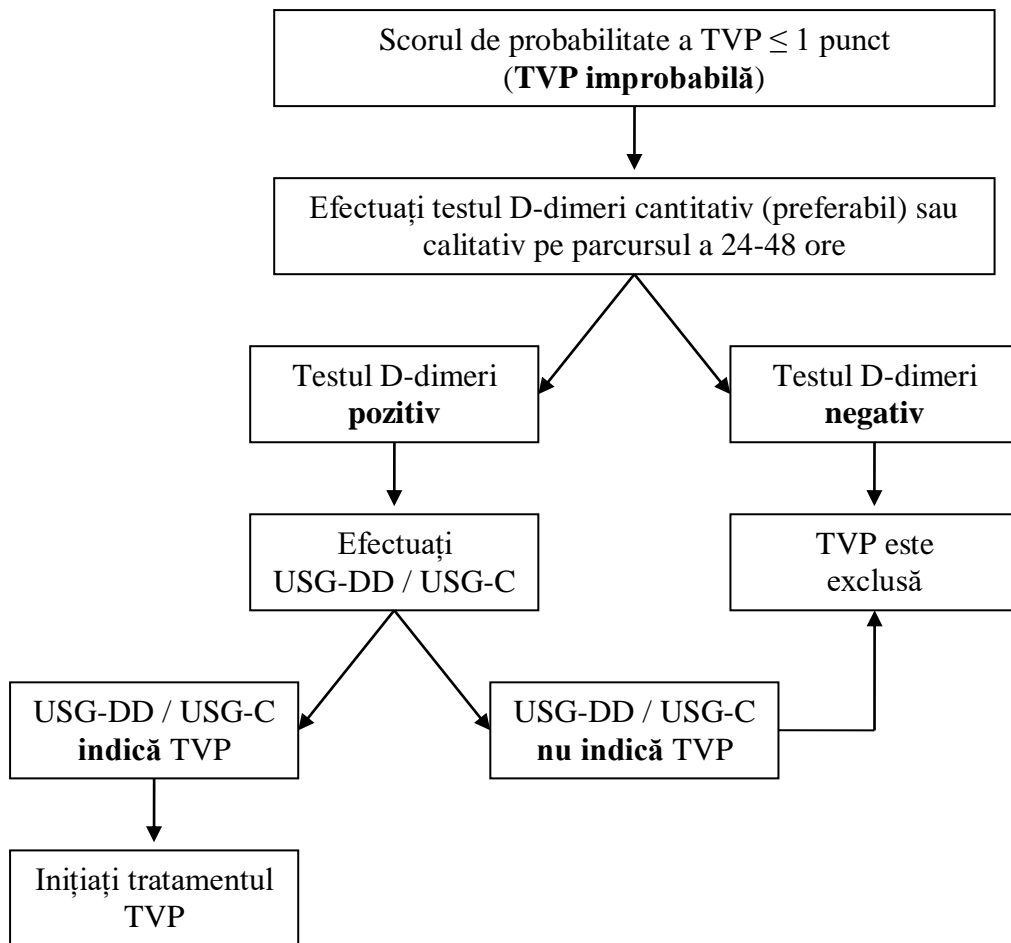 Scorul de probabilitate a TVP ≤ 1 punct
(TVP improbabilă)
Efectuați testul D-dimeri cantitativ (preferabil) sau
calitativ pe parcursul a 24-48 ore
Testul D-dimeri
pozitiv
Testul D-dimeri
negativ
Efectuați
USG-DD / USG-C
TVP este
exclusă
USG-DD / USG-C
indică TVP
USG-DD / USG-C
nu indică TVP
Inițiați tratamentul
TVP